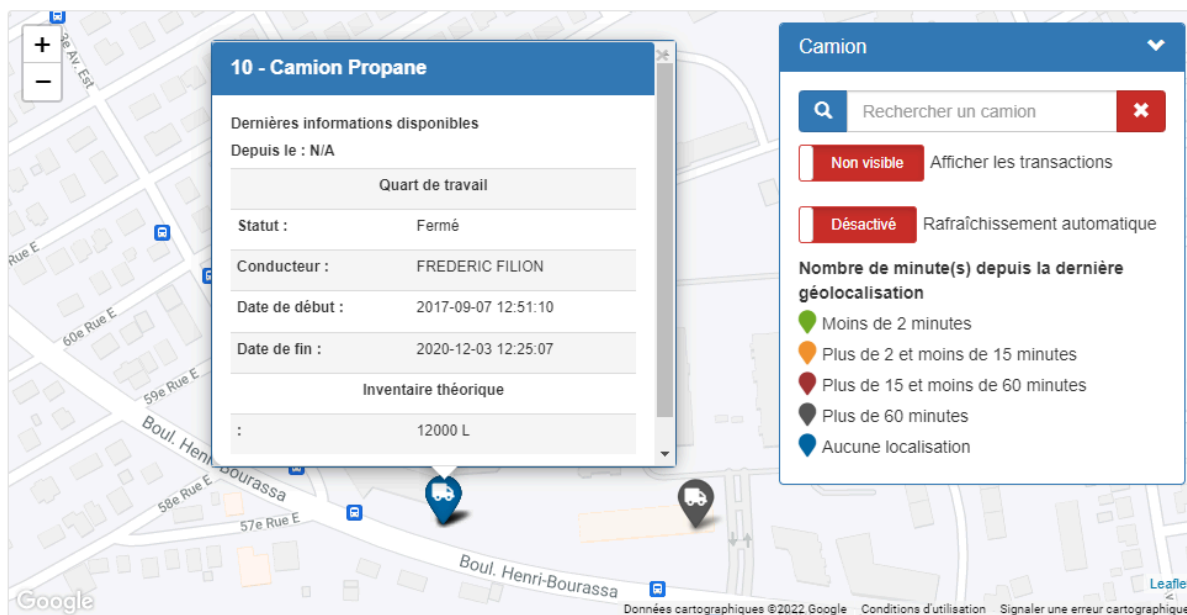 +
−
3e Av. Est
Rue E
60e Rue E
59e Rue E
58e Rue E
57e Rue E
Boul. Henri-Bourassa
Boul. Henri-Bourassa
10 - Camion Propane
Dernières informations disponibles
Depuis le : N/A
Quart de travail
Statut : Fermé
Conducteur : FREDERIC FILION
Date de début : 2017-09-07 12:51:10
Date de fin : 2020-12-03 12:25:07
Inventaire théorique
: 12000 L
Camion
Rechercher un camion
Non visible Afficher les transactions
Désactivé Rafraîchissement automatique
Nombre de minute(s) depuis la dernière
géolocalisation
Moins de 2 minutes
Plus de 2 et moins de 15 minutes
Plus de 15 et moins de 60 minutes
Plus de 60 minutes
Aucune localisation
Leafle
Google
Données cartographiques ©2022 Google Conditions d'utilisation Signaler une erreur cartographique